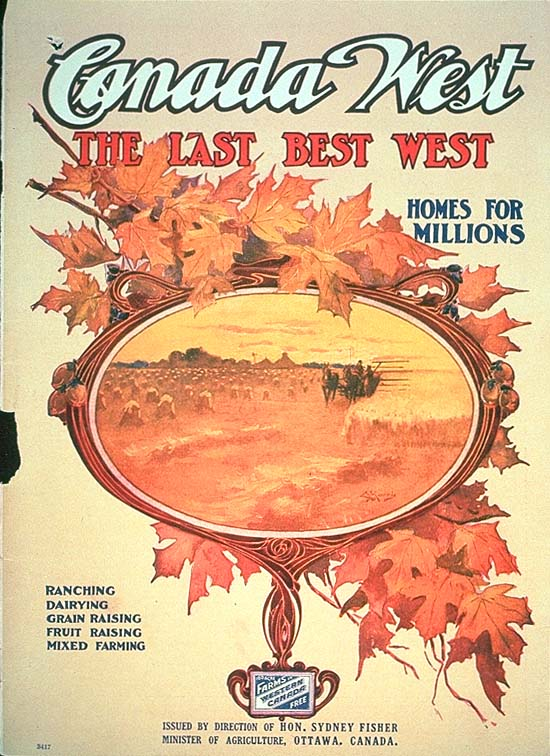 Canada West
THE LAST BEST WEST
HOMES FOR
MILLIONS
RANCHING
DAIRYING
GRAIN RAISING
FRUIT RAISING
MIXED FARMING
FARMS IN
WESTERN
CANADA
FREE
ISSUED BY DIRECTION OF HON. SYDNEY FISHER
MINISTER OF AGRICULTURE, OTTAWA, CANADA.
3417